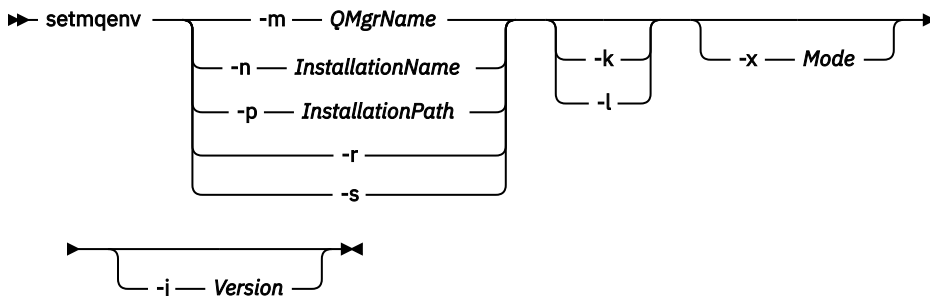 setmqenv -m QMgrName
-n InstallationName
-p InstallationPath
-r
-s
-k
-l
-x Mode
-j Version